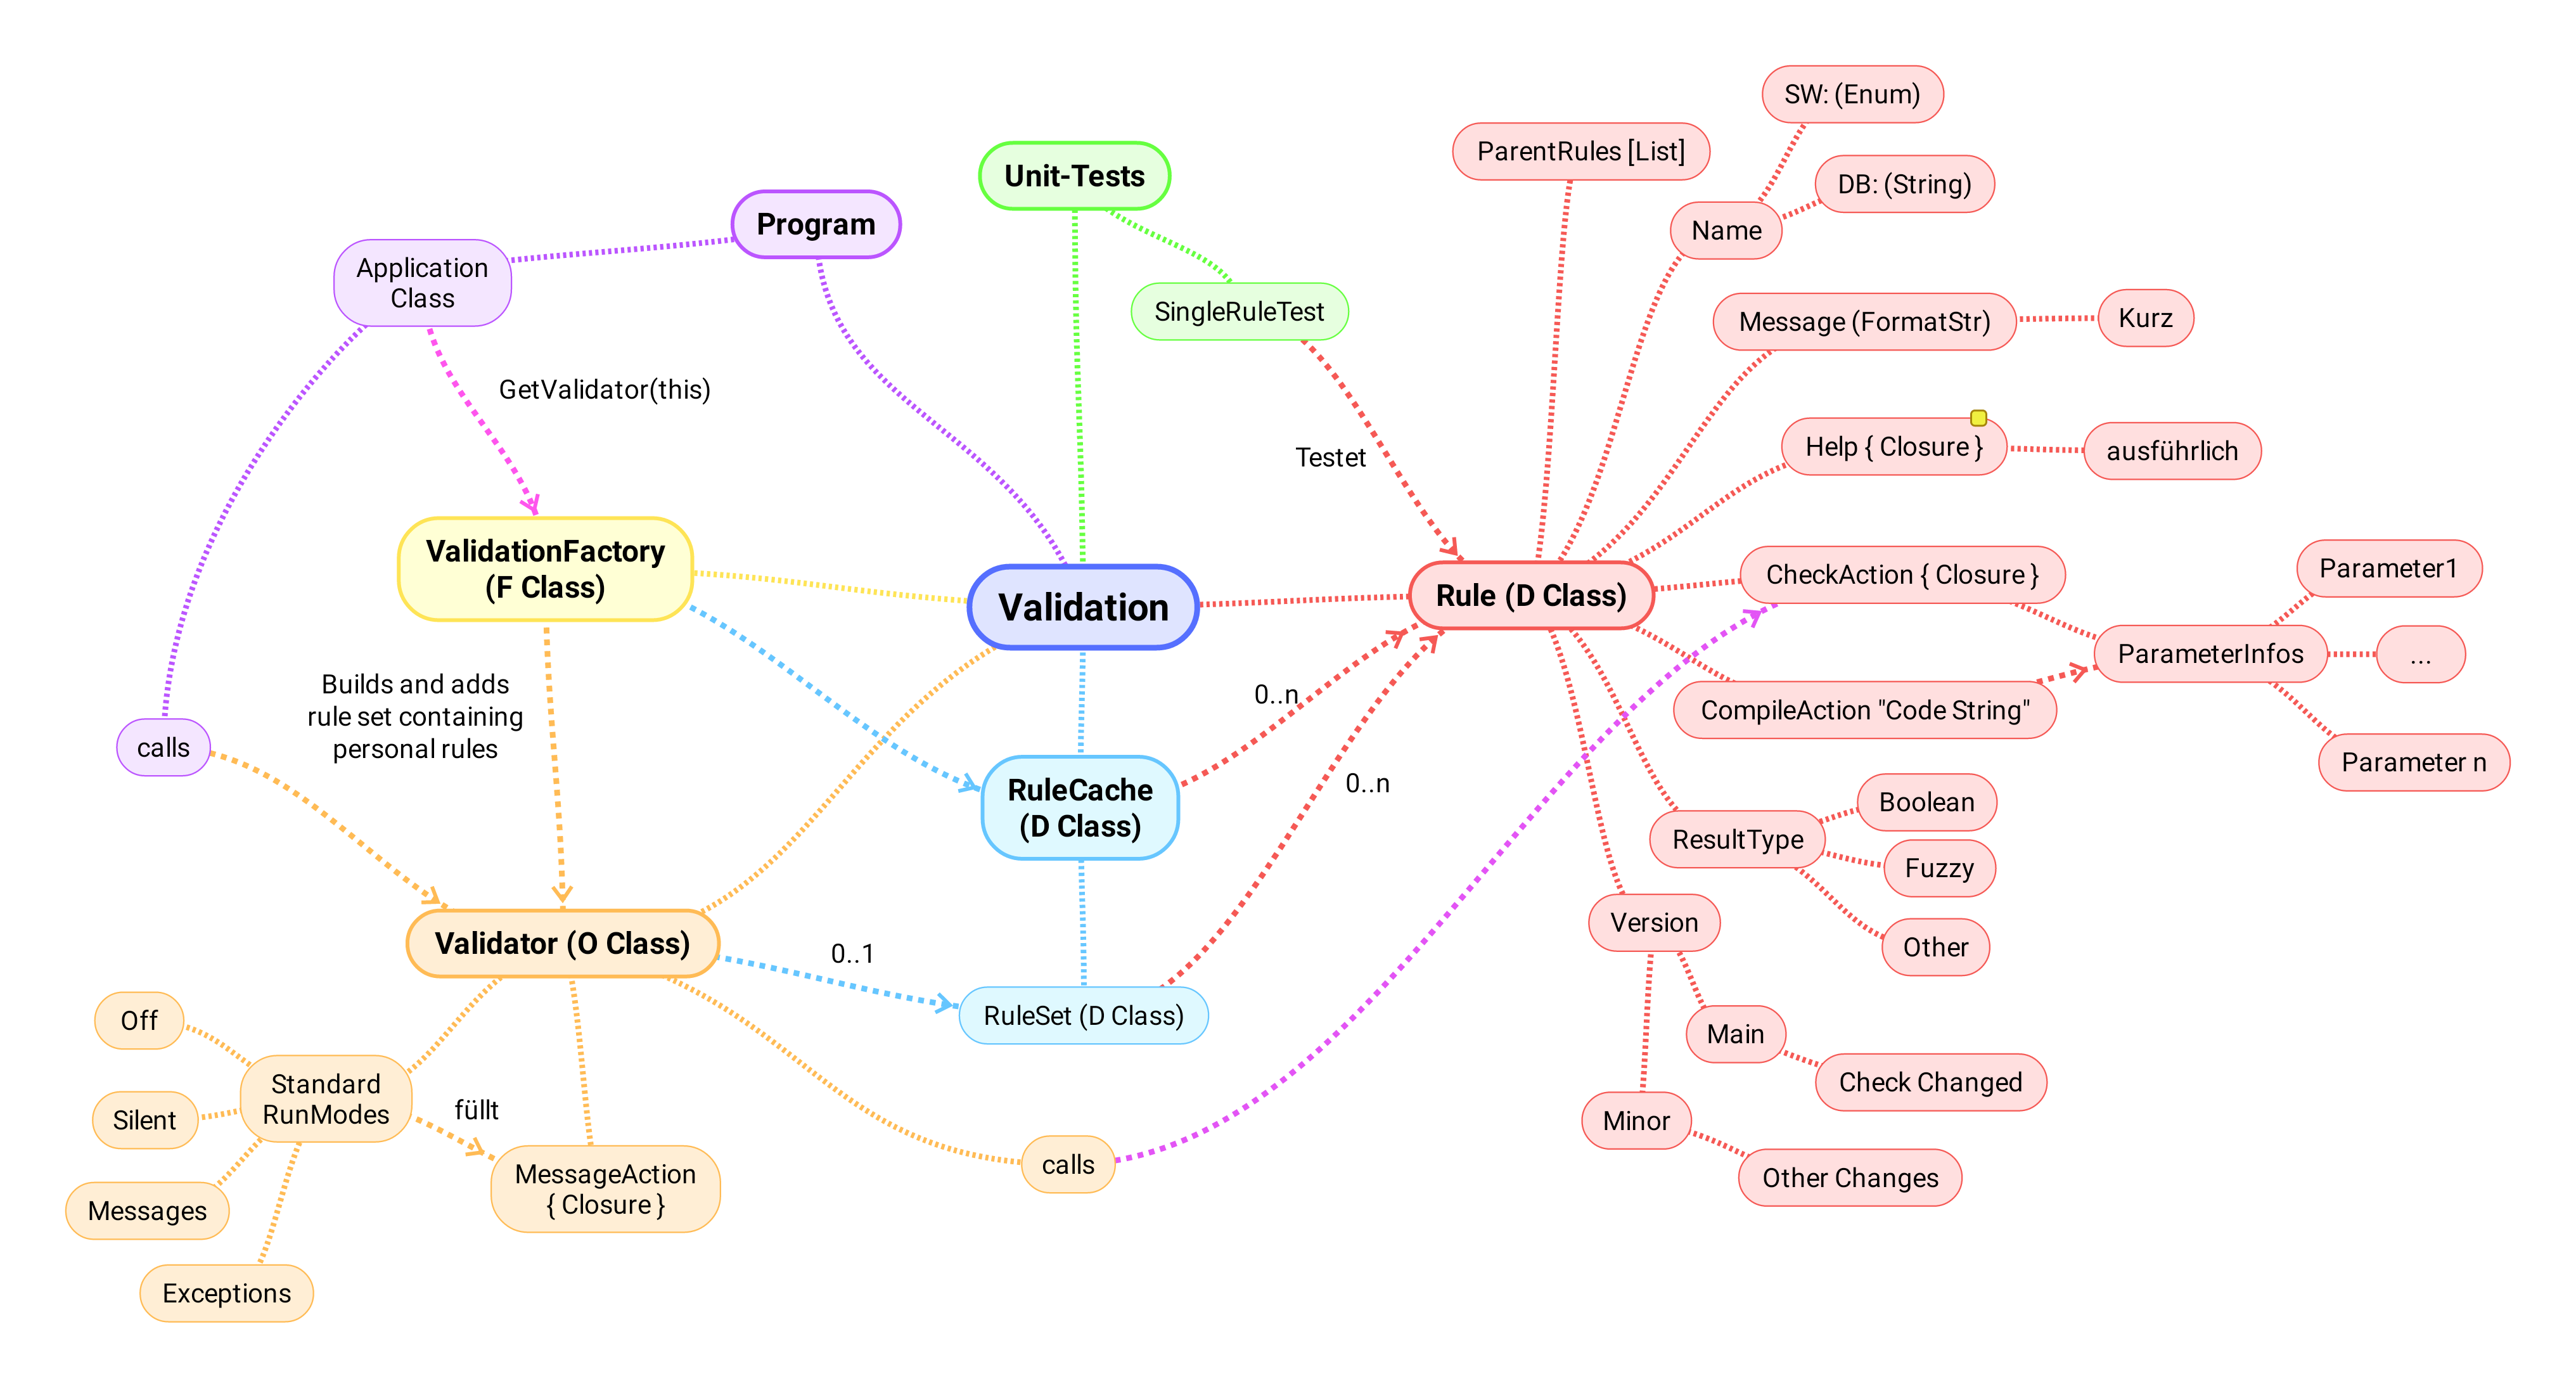 SW: (Enum)
ParentRules [List]
DB: (String)
Unit-Tests
Program
Name
Application
Class
SingleRuleTest
Message (FormatStr)
Kurz
GetValidator(this)
Testet
Help { Closure }
ausführlich
ValidationFactory
(F Class)
Validation
Rule (D Class)
CheckAction { Closure }
Parameter1
ParameterInfos
...
Builds and adds
rule set containing
personal rules
0..n
CompileAction "Code String"
calls
Parameter n
RuleCache
(D Class)
0..n
Boolean
ResultType
Fuzzy
Version
Other
Validator (O Class)
0..1
RuleSet (D Class)
Off
Main
Standard
RunModes
Silent
füllt
Check Changed
Minor
MessageAction
{ Closure }
calls
Other Changes
Messages
Exceptions